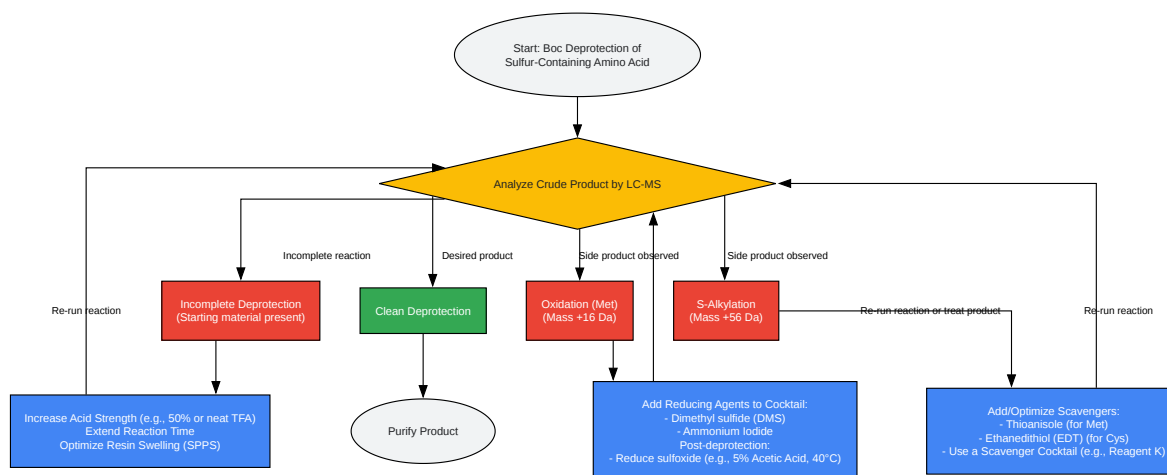 Start: Boc Deprotection of
Sulfur-Containing Amino Acid
Analyze Crude Product by LC-MS
Incomplete reaction
Desired product
Side product observed
Side product observed
Re-run reaction
Incomplete Deprotection
(Starting material present)
Clean Deprotection
Oxidation (Met)
(Mass +16 Da)
S-Alkylation
(Mass +56 Da)
Re-run reaction or treat product
Re-run reaction
Increase Acid Strength (e.g., 50% or neat TFA)
Extend Reaction Time
Optimize Resin Swelling (SPPS)
Purify Product
Add Reducing Agents to Cocktail:
- Dimethyl sulfide (DMS)
- Ammonium Iodide
Post-deprotection:
- Reduce sulfoxide (e.g., 5% Acetic Acid, 40°C)
Add/Optimize Scavengers:
- Thioanisole (for Met)
- Ethanedithiol (EDT) (for Cys)
- Use a Scavenger Cocktail (e.g., Reagent K)